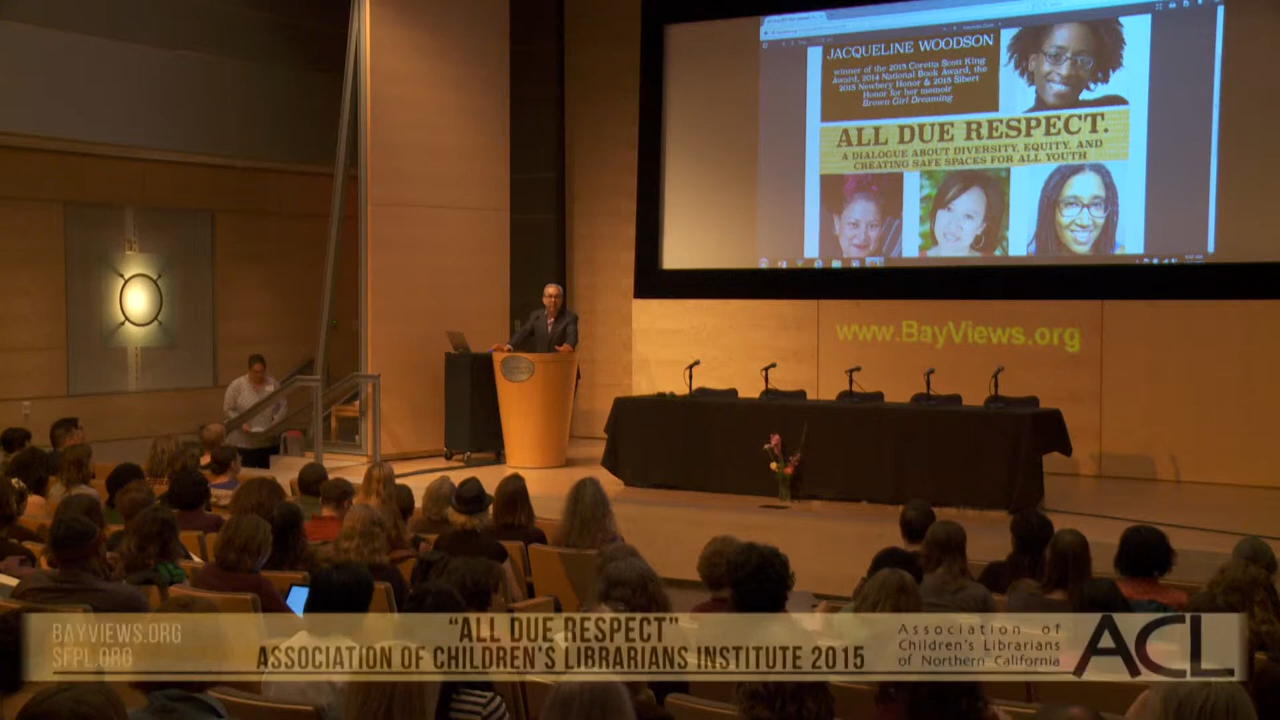 JACQUELINE WOODSON
winner of the 2015 Coretta Scott King
Award, 2014 National Book Award, the
2015 Newbery Honor & 2015 Sibert
Honor for her memoir
Brown Girl Dreaming
ALL DUE RESPECT.
A DIALOGUE ABOUT DIVERSITY, EQUITY, AND
CREATING SAFE SPACES FOR ALL YOUTH
www.BayViews.org
BAYVIEWS.ORG
SFPL.ORG
“ALL DUE RESPECT”
ASSOCIATION OF CHILDREN'S LIBRARIANS INSTITUTE 2015
Association of
Children's Librarians
of Northern California
ACL